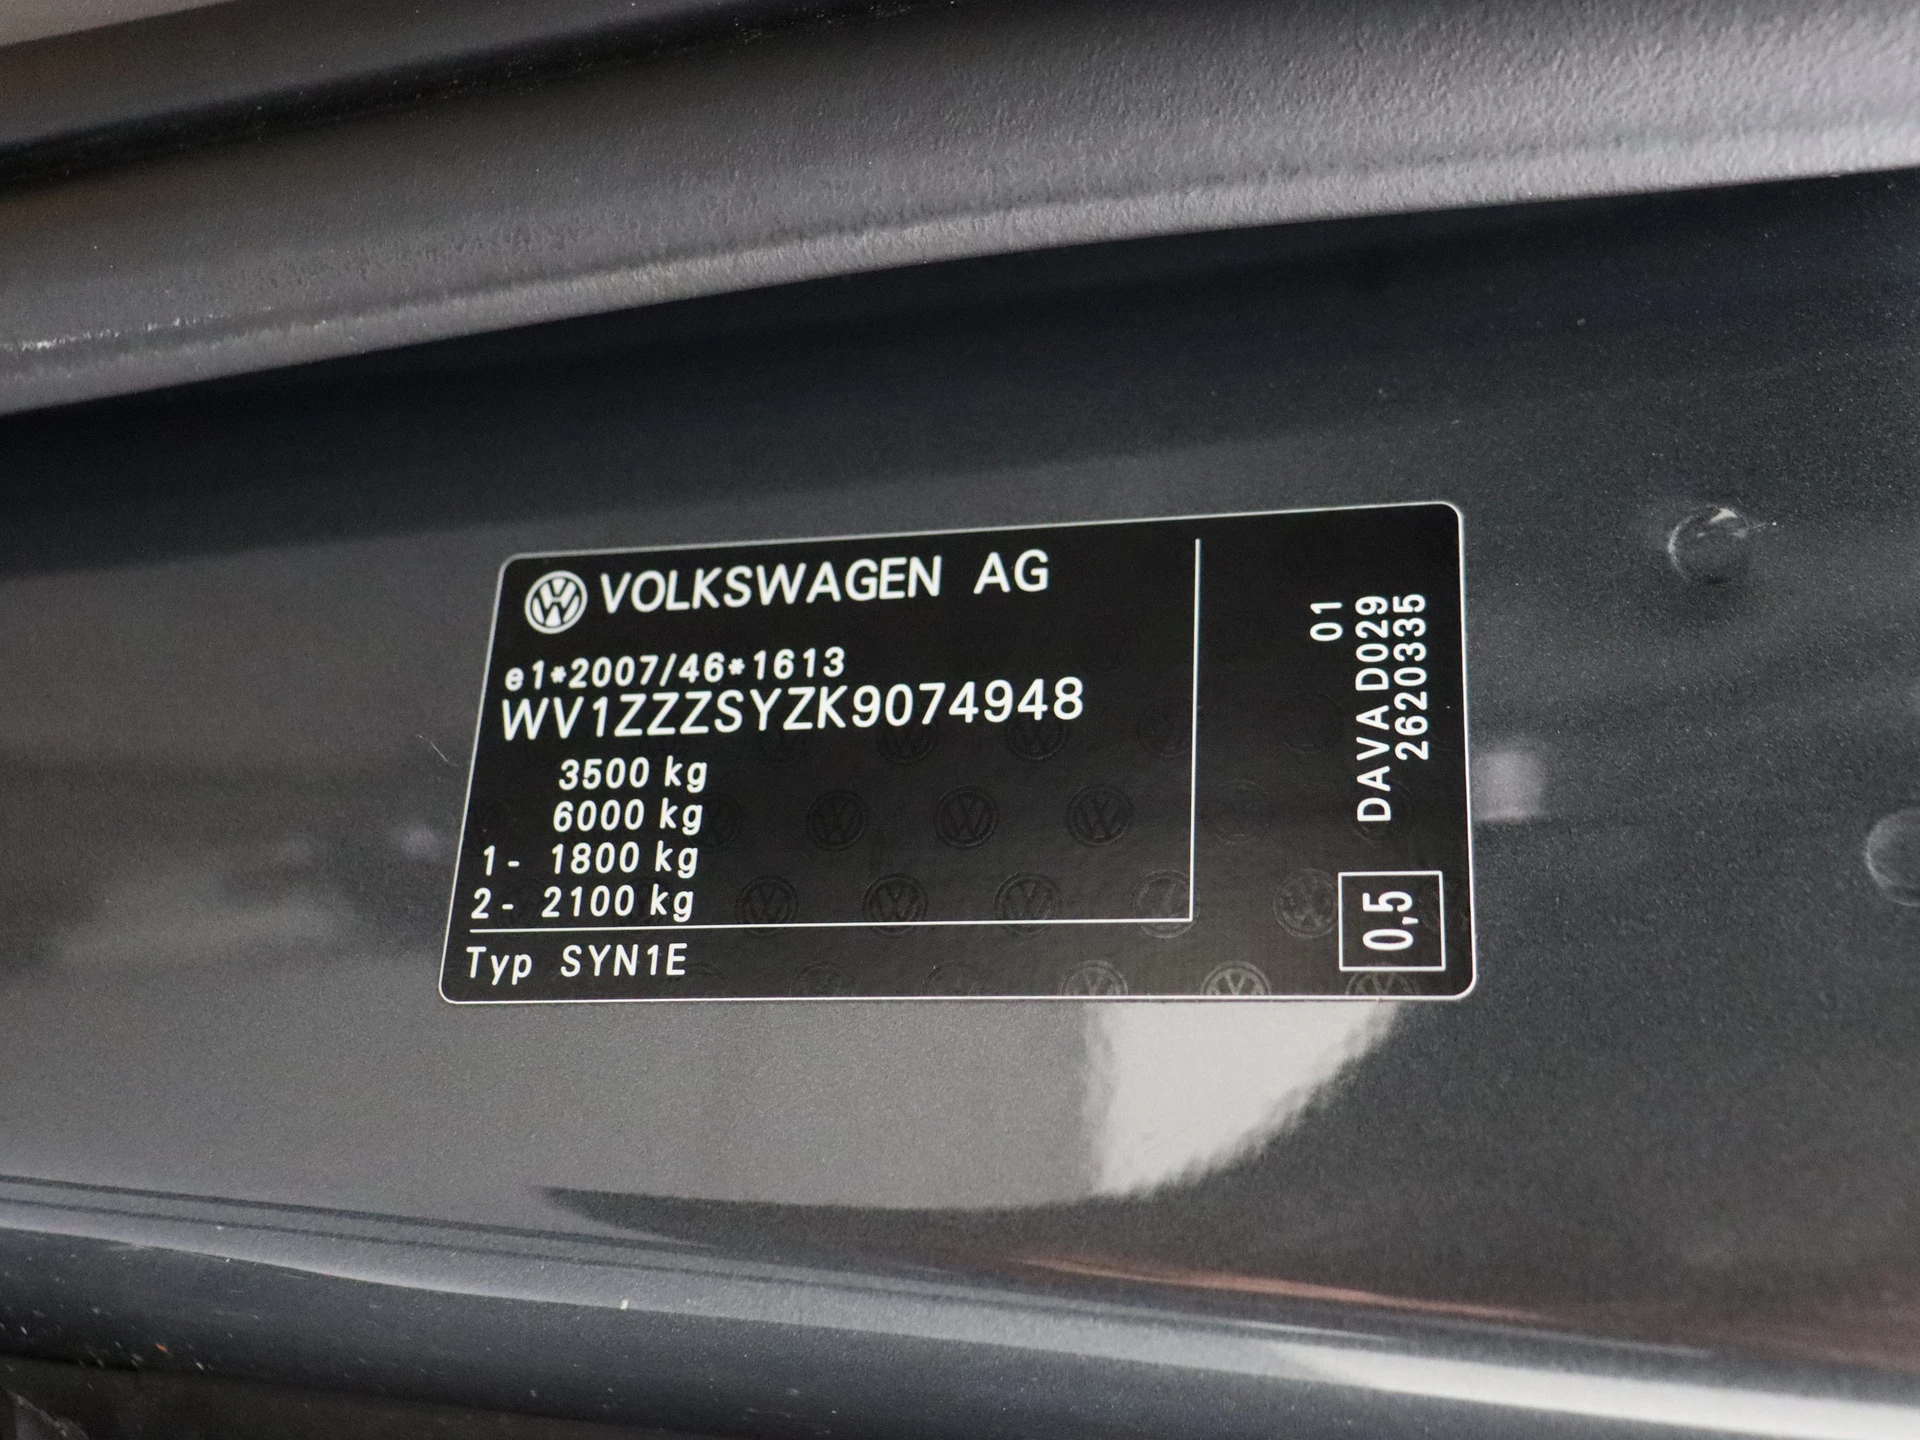 VOLKSWAGEN AG
e1*2007/46*1613
WV1ZZZSYZK9074948
3500 kg
6000 kg
1- 1800 kg
2- 2100 kg
Typ SYN1E
01
DAVA D029
2620335
0,5